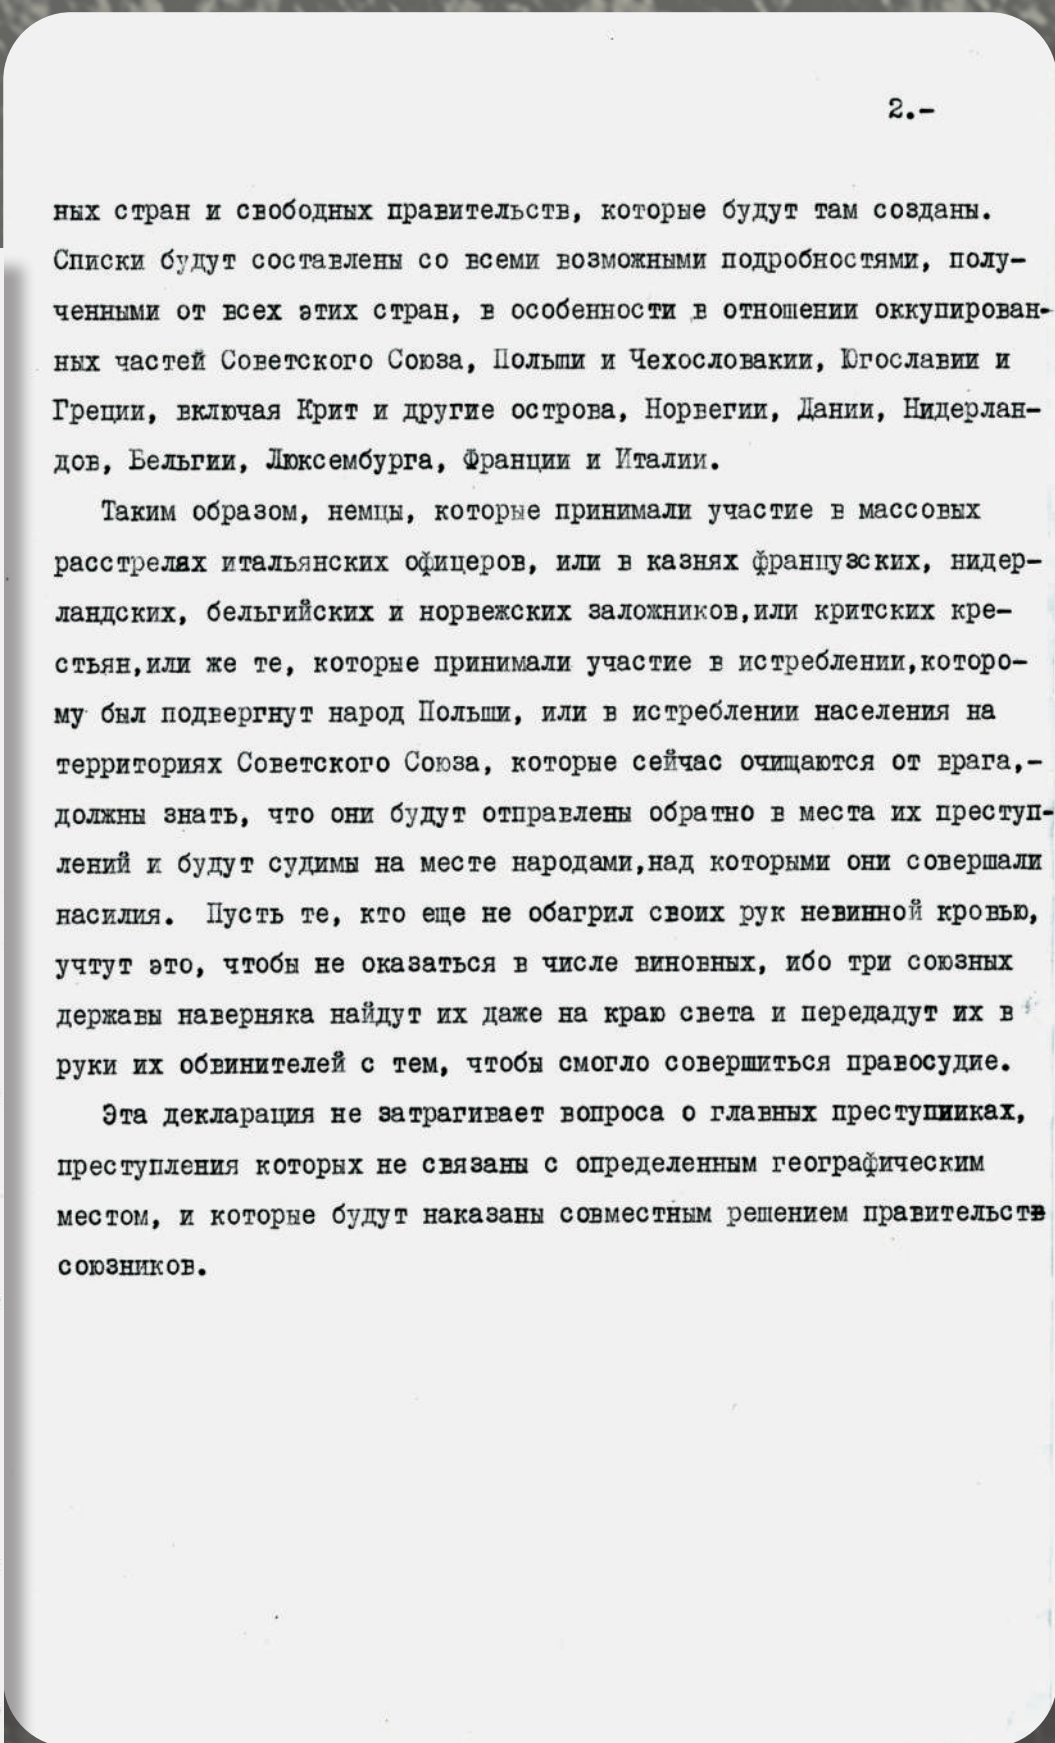 2.-
ных стран и свободных правительств, которые будут там созданы.
Списки будут составлены со всеми возможными подробностями, полу-
ченными от всех этих стран, в особенности в отношении оккупирован-
ных частей Советского Союза, Польши и Чехословакии, Югославии и
Греции, включая Крит и другие острова, Норвегии, Дании, Нидерлан-
дов, Бельгии, Люксембурга, Франции и Италии.
Таким образом, немцы, которые принимали участие в массовых
расстрелах итальянских офицеров, или в казнях французских, нидер-
ландских, бельгийских и норвежских заложников,или критских кре-
стьян,или же те, которые принимали участие в истреблении,которо-
му был подвергнут народ Польши, или в истреблении населения на
территориях Советского Союза, которые сейчас очищаются от врага,-
должны знать, что они будут отправлены обратно в места их преступ-
лений и будут судимы на месте народами,над которыми они совершали
насилия. Пусть те, кто еще не обагрил своих рук невинной кровью,
учтут это, чтобы не оказаться в числе виновных, ибо три союзных
державы наверняка найдут их даже на краю света и передадут их в
руки их обвинителей с тем, чтобы смогло совершиться правосудие.
Эта декларация не затрагивает вопроса о главных преступниках,
преступления которых не связаны с определенным географическим
местом, и которые будут наказаны совместным решением правительств
союзников.